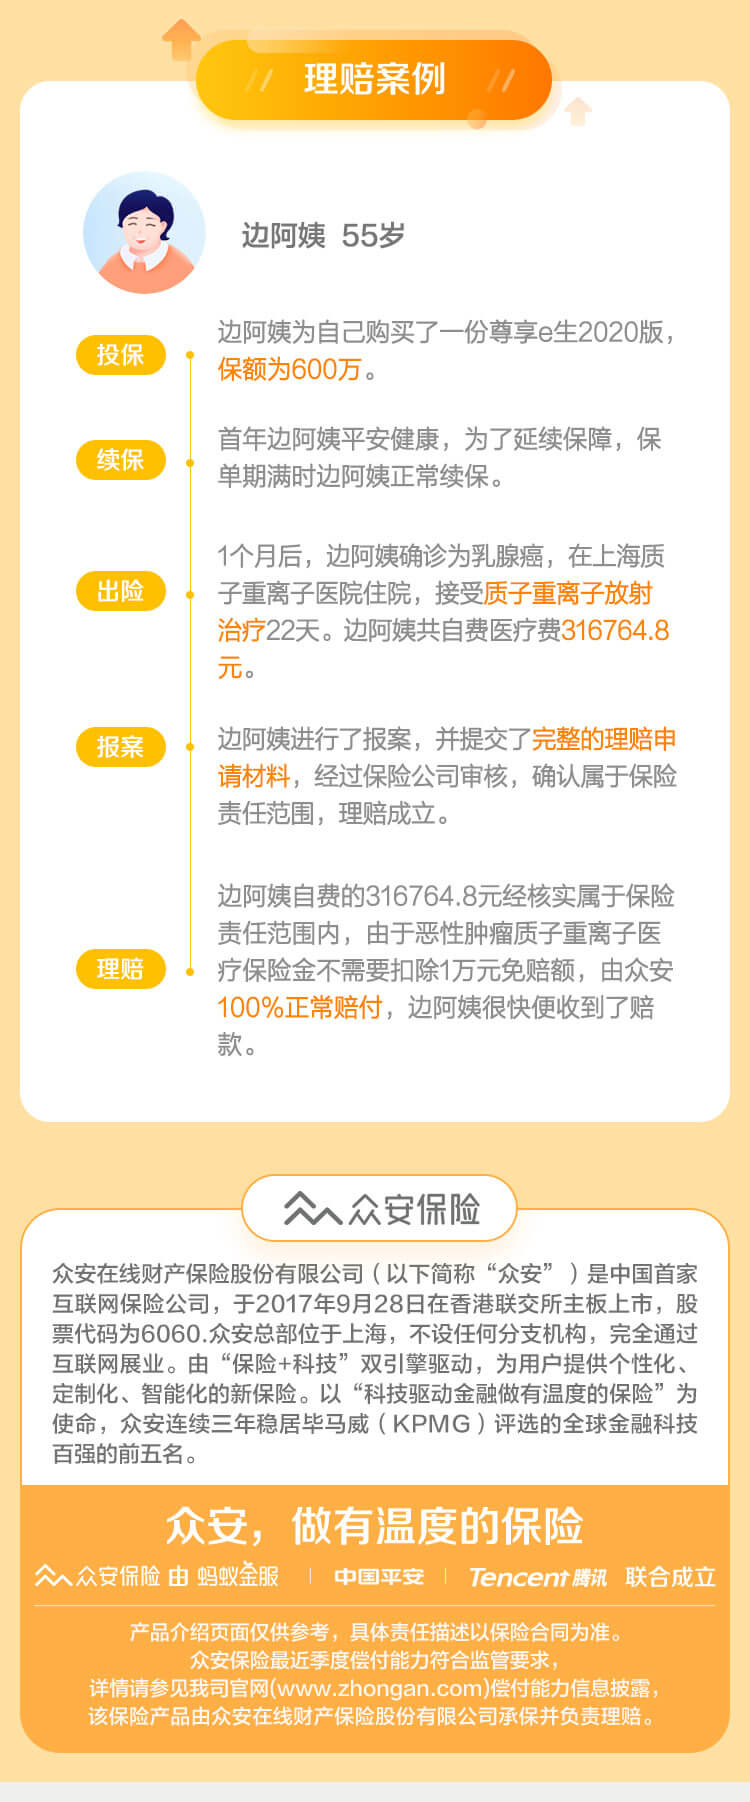 理赔案例
边阿姨 55岁
投保
边阿姨为自己购买了一份尊享e生2020版，
保额为600万。
续保
首年边阿姨平安健康，为了延续保障，保
单期满时边阿姨正常续保。
出险
1个月后，边阿姨确诊为乳腺癌，在上海质
子重离子医院住院，接受质子重离子放射
治疗22天。边阿姨共自费医疗费316764.8
元。
报案
边阿姨进行了报案，并提交了完整的理赔申
请材料，经过保险公司审核，确认属于保险
责任范围，理赔成立。
理赔
边阿姨自费的316764.8元经核实属于保险
责任范围内，由于恶性肿瘤质子重离子医
疗保险金不需要扣除1万元免赔额，由众安
100%正常赔付，边阿姨很快便收到了赔
款。
众安保险
众安在线财产保险股份有限公司（以下简称“众安”）是中国首家
互联网保险公司，于2017年9月28日在香港联交所主板上市，股
票代码为6060.众安总部位于上海，不设任何分支机构，完全通过
互联网展业。由“保险+科技”双引擎驱动，为用户提供个性化、
定制化、智能化的新保险。以“科技驱动金融做有温度的保险”为
使命，众安连续三年稳居毕马威（KPMG）评选的全球金融科技
百强的前五名。
众安，做有温度的保险
众安保险 由 蚂蚁金服 | 中国平安 | Tencent 腾讯 联合成立
产品介绍页面仅供参考，具体责任描述以保险合同为准。
众安保险最近季度偿付能力符合监管要求，
详情请参见我司官网(www.zhongan.com)偿付能力信息披露，
该保险产品由众安在线财产保险股份有限公司承保并负责理赔。